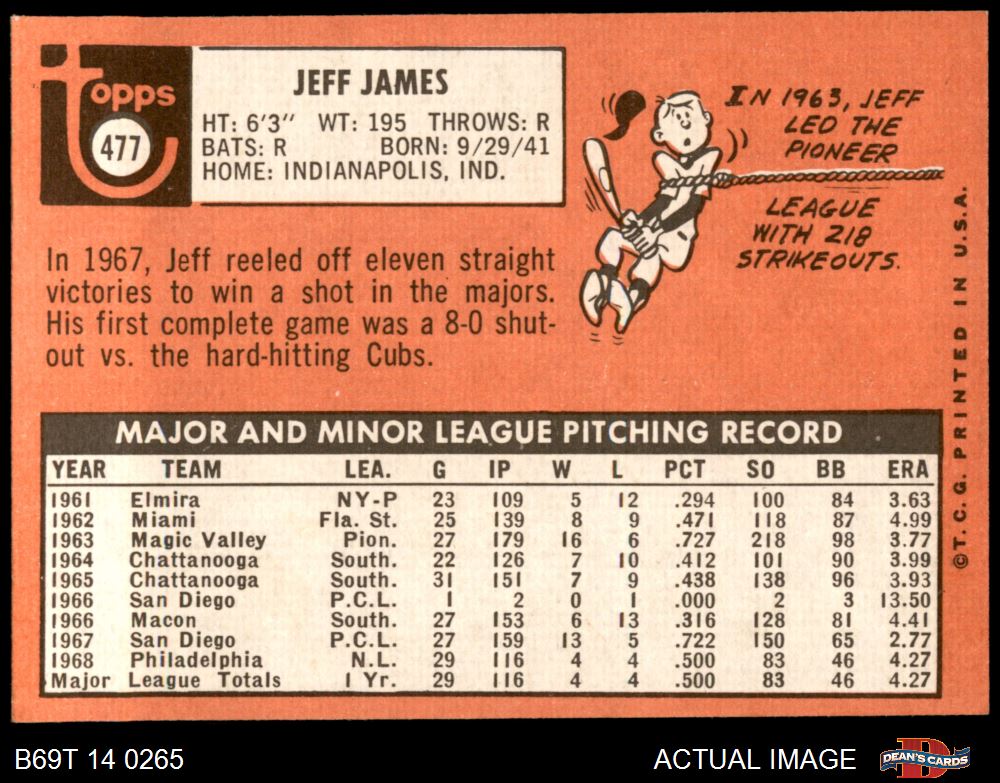 topps
477
JEFF JAMES
HT: 6'3" WT: 195 THROWS: R
BATS: R BORN: 9/29/41
HOME: INDIANAPOLIS, IND.
IN 1963, JEFF
LED THE
PIONEER
LEAGUE
WITH 218
STRIKEOUTS.
In 1967, Jeff reeled off eleven straight
victories to win a shot in the majors.
His first complete game was a 8-0 shut-
out vs. the hard-hitting Cubs.
MAJOR AND MINOR LEAGUE PITCHING RECORD
YEAR TEAM LEA. G IP W L PCT SO BB ERA
1961 Elmira NY-P 23 109 5 12 .294 100 84 3.63
1962 Miami Fla. St. 25 139 8 9 .471 118 87 4.99
1963 Magic Valley Pion. 27 179 16 6 .727 218 98 3.77
1964 Chattanooga South. 22 126 7 10 .412 101 90 3.99
1965 Chattanooga South. 31 151 7 9 .438 138 96 3.93
1966 San Diego P.C.L. 1 2 0 1 .000 2 3 13.50
1966 Macon South. 27 153 6 13 .316 128 81 4.41
1967 San Diego P.C.L. 27 159 13 5 .722 150 65 2.77
1968 Philadelphia N.L. 29 116 4 4 .500 83 46 4.27
Major League Totals 1 Yr. 29 116 4 4 .500 83 46 4.27
©T.C.G. PRINTED IN U.S.A.
B69T 14 0265
ACTUAL IMAGE
D
DEAN'S CARDS